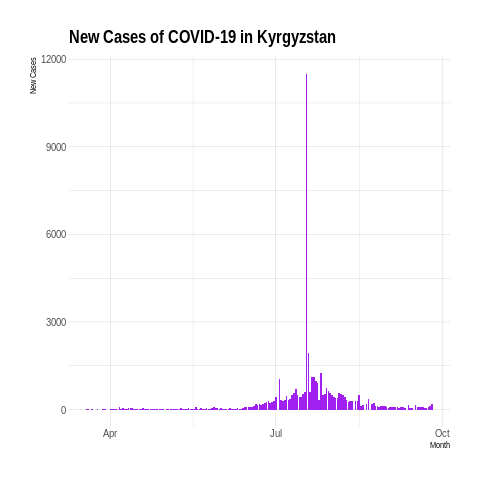 New Cases of COVID-19 in Kyrgyzstan
New Cases
12000
9000
6000
3000
0
Apr
Jul
Oct
Month